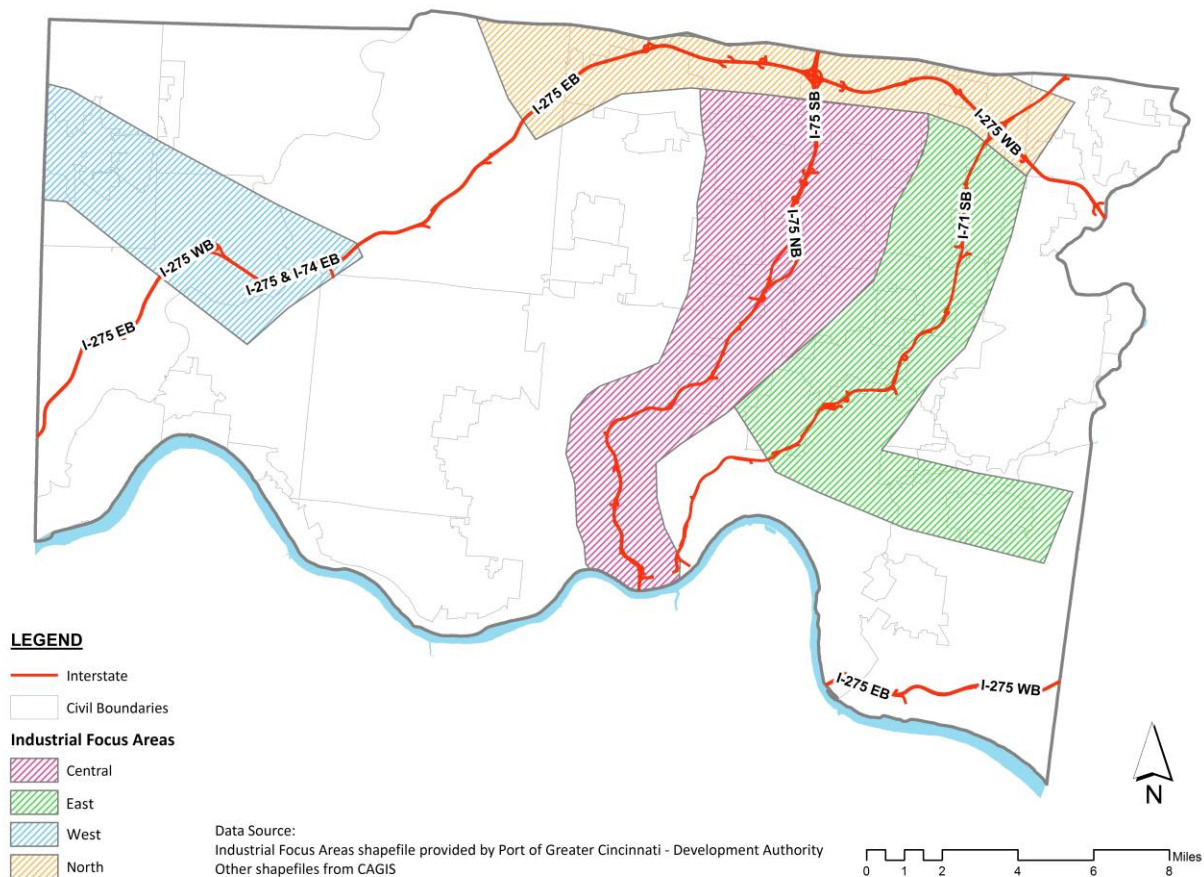 I-275 EB
I-75 SB
I-275 WB
I-75 NB
I-71 SB
I-275 WB
I-275 & I-74 EB
I-275 EB
I-275 EB
I-275 WB
LEGEND
Interstate
Civil Boundaries
Industrial Focus Areas
Central
East
West
North
Data Source:
Industrial Focus Areas shapefile provided by Port of Greater Cincinnati - Development Authority
Other shapefiles from CAGIS
N
Miles
0 1 2 4 6 8